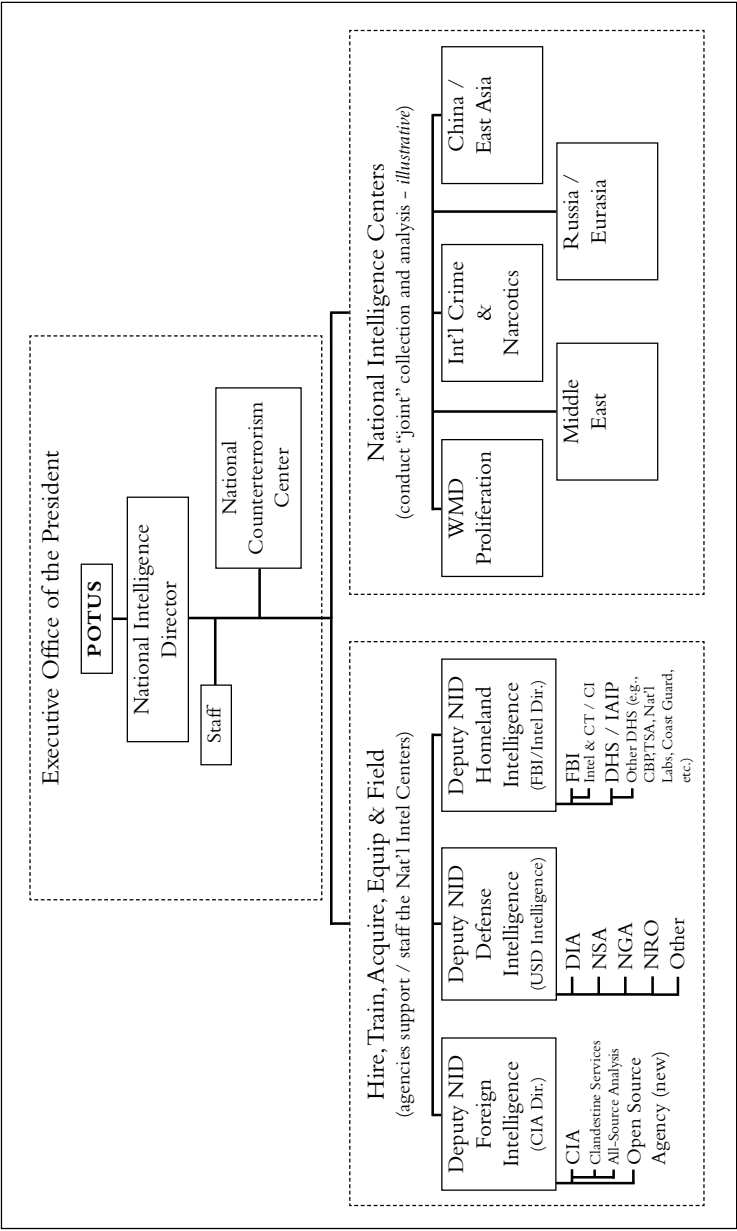 Executive Office of the President
POTUS
National Intelligence
Director
Staff
National
Counterterrorism
Center
Hire, Train, Acquire, Equip & Field
(agencies support / staff the Nat'l Intel Centers)
Deputy NID
Foreign
Intelligence
(CIA Dir.)
CIA
Clandestine Services
All-Source Analysis
Open Source
Agency (new)
Deputy NID
Defense
Intelligence
(USD Intelligence)
DIA
NSA
NGA
NRO
Other
Deputy NID
Homeland
Intelligence
(FBI/Intel Dir.)
FBI
Intel & CT / CI
DHS / IAIP
Other DHS (e.g.,
CBP, TSA, Nat'l
Labs, Coast Guard,
etc.)
National Intelligence Centers
(conduct "joint" collection and analysis – illustrative)
WMD
Proliferation
Int'l Crime
&
Narcotics
China /
East Asia
Middle
East
Russia /
Eurasia